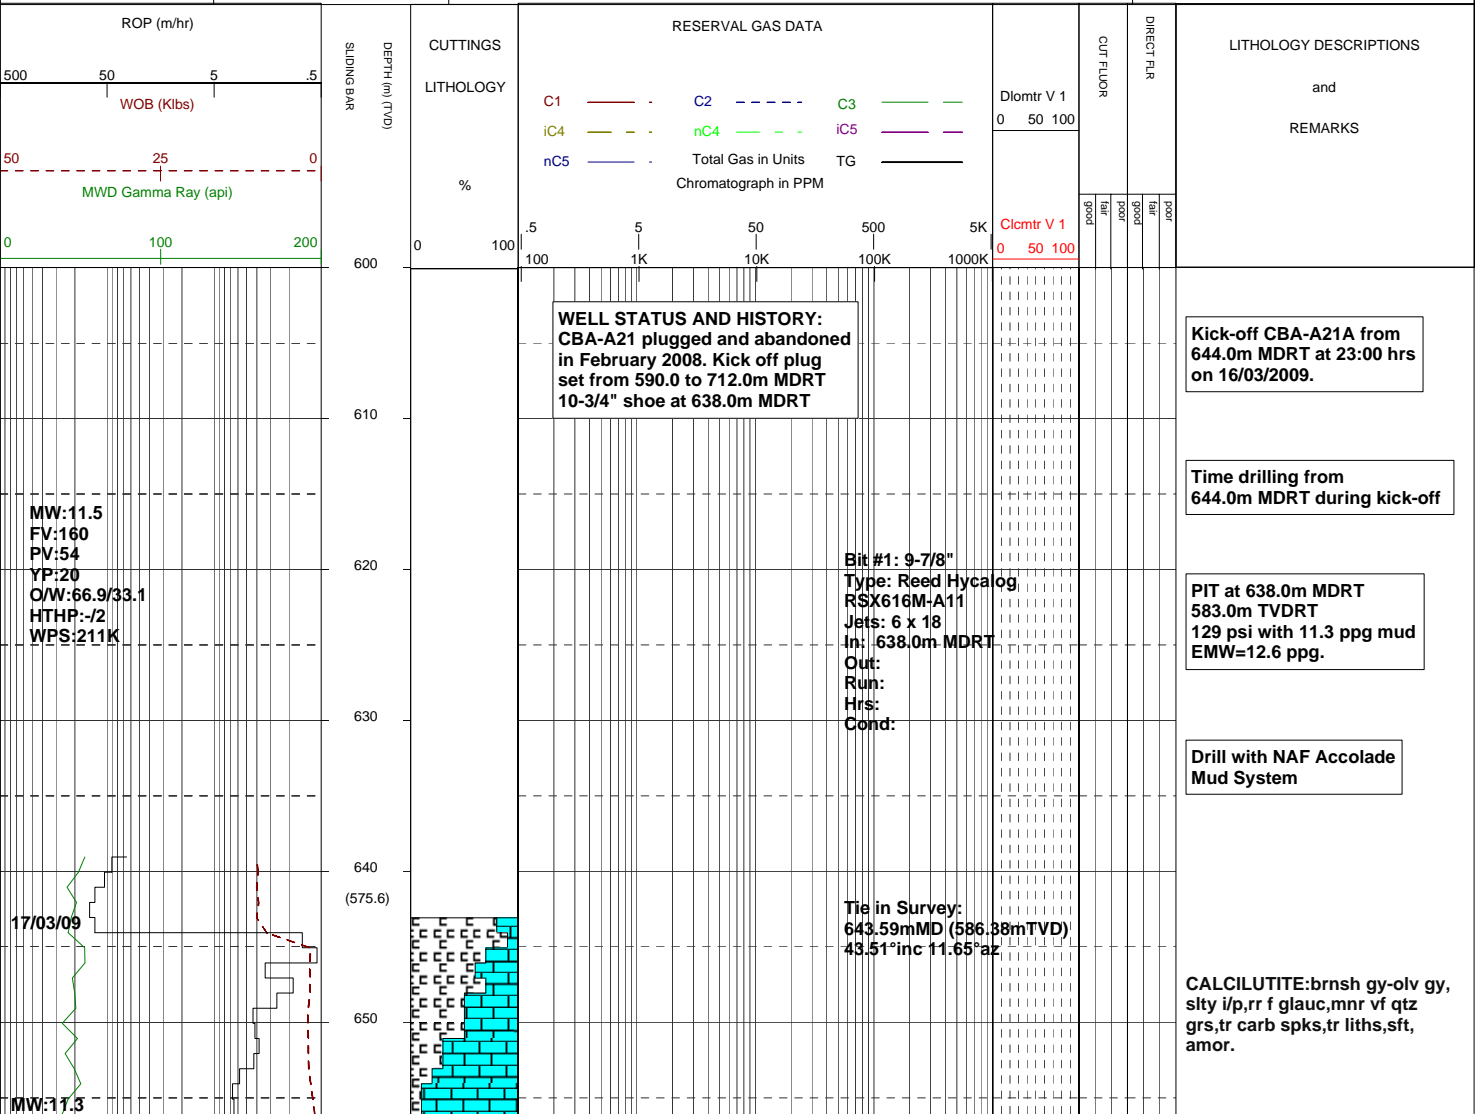 ROP (m/hr)
500 50 5 .5
WOB (Klbs)
50 25 0
MWD Gamma Ray (api)
0 100 200
SLIDING BAR
DEPTH (m) (TVD)
CUTTINGS
LITHOLOGY
%
0 100
RESERVAL GAS DATA
C1 C2 C3
iC4 nC4 iC5
nC5 Total Gas in Units TG
Chromatograph in PPM
.5 5 50 500 5K
100 1K 10K 100K 1000K
Dlomtr V 1
0 50 100
Clcmtr V 1
0 50 100
CUT FLUOR
DIRECT FLR
good fair poor good fair poor
LITHOLOGY DESCRIPTIONS
and
REMARKS
600
WELL STATUS AND HISTORY:
CBA-A21 plugged and abandoned
in February 2008. Kick off plug
set from 590.0 to 712.0m MDRT
10-3/4" shoe at 638.0m MDRT
Kick-off CBA-A21A from
644.0m MDRT at 23:00 hrs
on 16/03/2009.
610
Time drilling from
644.0m MDRT during kick-off
MW:11.5
FV:160
PV:54
YP:20
O/W:66.9/33.1
HTHP:-/2
WPS:211K
620
Bit #1: 9-7/8"
Type: Reed Hycalog
RSX616M-A11
Jets: 6 x 18
In: 638.0m MDRT
Out:
Run:
Hrs:
Cond:
PIT at 638.0m MDRT
583.0m TVDRT
129 psi with 11.3 ppg mud
EMW=12.6 ppg.
630
Drill with NAF Accolade
Mud System
640
(575.6)
17/03/09
Tie in Survey:
643.59mMD (586.38mTVD)
43.51°inc 11.65°az
CALCILUTITE:brnsh gy-olv gy,
slty i/p,rr f glauc,mnr vf qtz
grs,tr carb spks,tr liths,sft,
amor.
650
MW:11.3